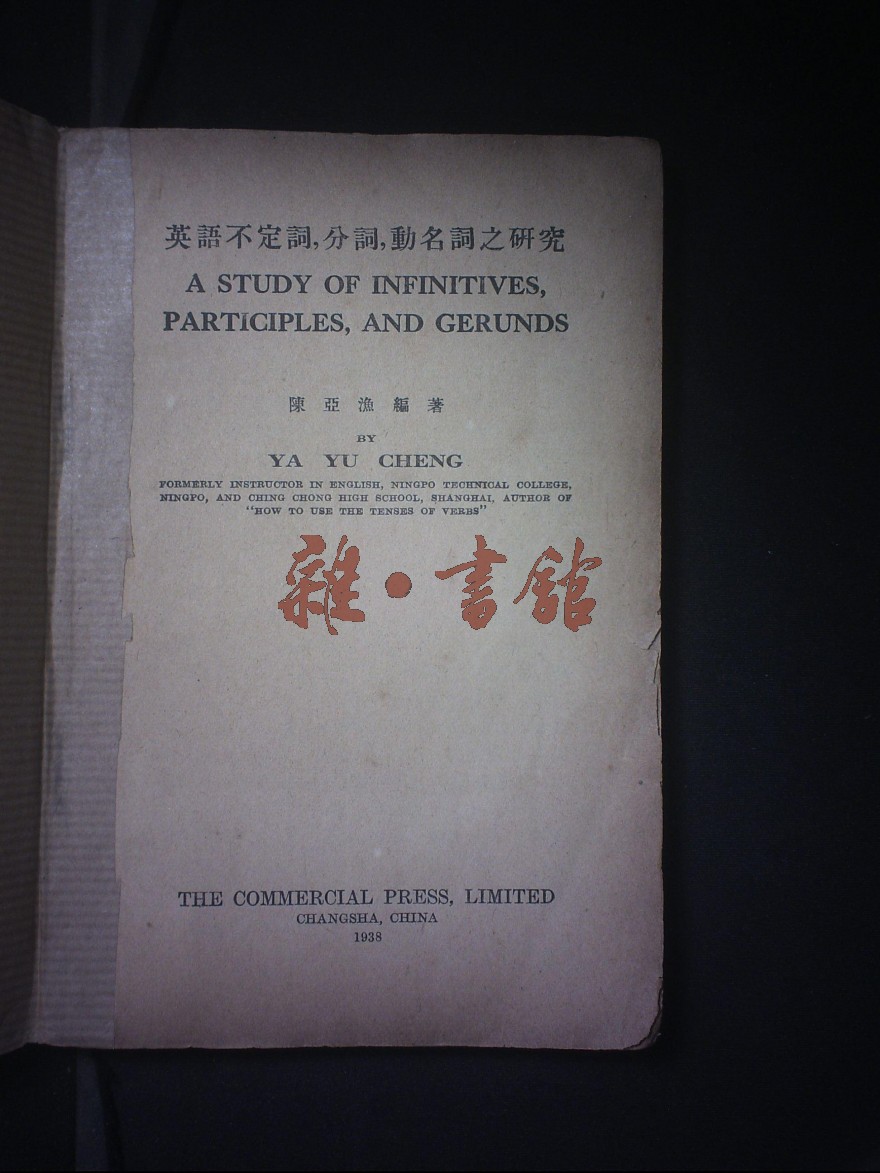 英語不定詞,分詞,動名詞之研究
A STUDY OF INFINITIVES,
PARTICIPLES, AND GERUNDS
陳亞漁編著
BY
YA YU CHENG
FORMERLY INSTRUCTOR IN ENGLISH, NINGPO TECHNICAL COLLEGE,
NINGPO, AND CHING CHONG HIGH SCHOOL, SHANGHAI, AUTHOR OF
"HOW TO USE THE TENSES OF VERBS"
雜•書館
THE COMMERCIAL PRESS, LIMITED
CHANGSHA, CHINA
1938